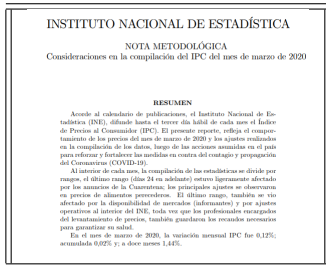 INSTITUTO NACIONAL DE ESTADÍSTICA
NOTA METODOLÓGICA
Consideraciones en la compilación del IPC del mes de marzo de 2020
RESUMEN
Acorde al calendario de publicaciones, el Instituto Nacional de Es-
tadística (INE), difunde hasta el tercer día hábil de cada mes el Índice
de Precios al Consumidor (IPC). El presente reporte, refleja el compor-
tamiento de los precios del mes de marzo de 2020 y los ajustes realizados
en la compilación de los datos, luego de las acciones asumidas en el país
para reforzar y fortalecer las medidas en contra del contagio y propagación
del Coronavirus (COVID-19).
Al interior de cada mes, la compilación de las estadísticas se divide por
rangos, el último rango (días 24 en adelante) estuvo ligeramente afectado
por los anuncios de la Cuarentena; los principales ajustes se observaron
en precios de alimentos perecederos. El último rango, también se vio
afectado por la disponibilidad de mercados (informantes) y por ajustes
operativos al interior del INE, toda vez que los profesionales encargados
del levantamiento de precios, también guardaron los recaudos necesarios
para garantizar su salud.
En el mes de marzo de 2020, la variación mensual IPC fue 0,12%;
acumulada 0,02% y; a doce meses 1,44%.